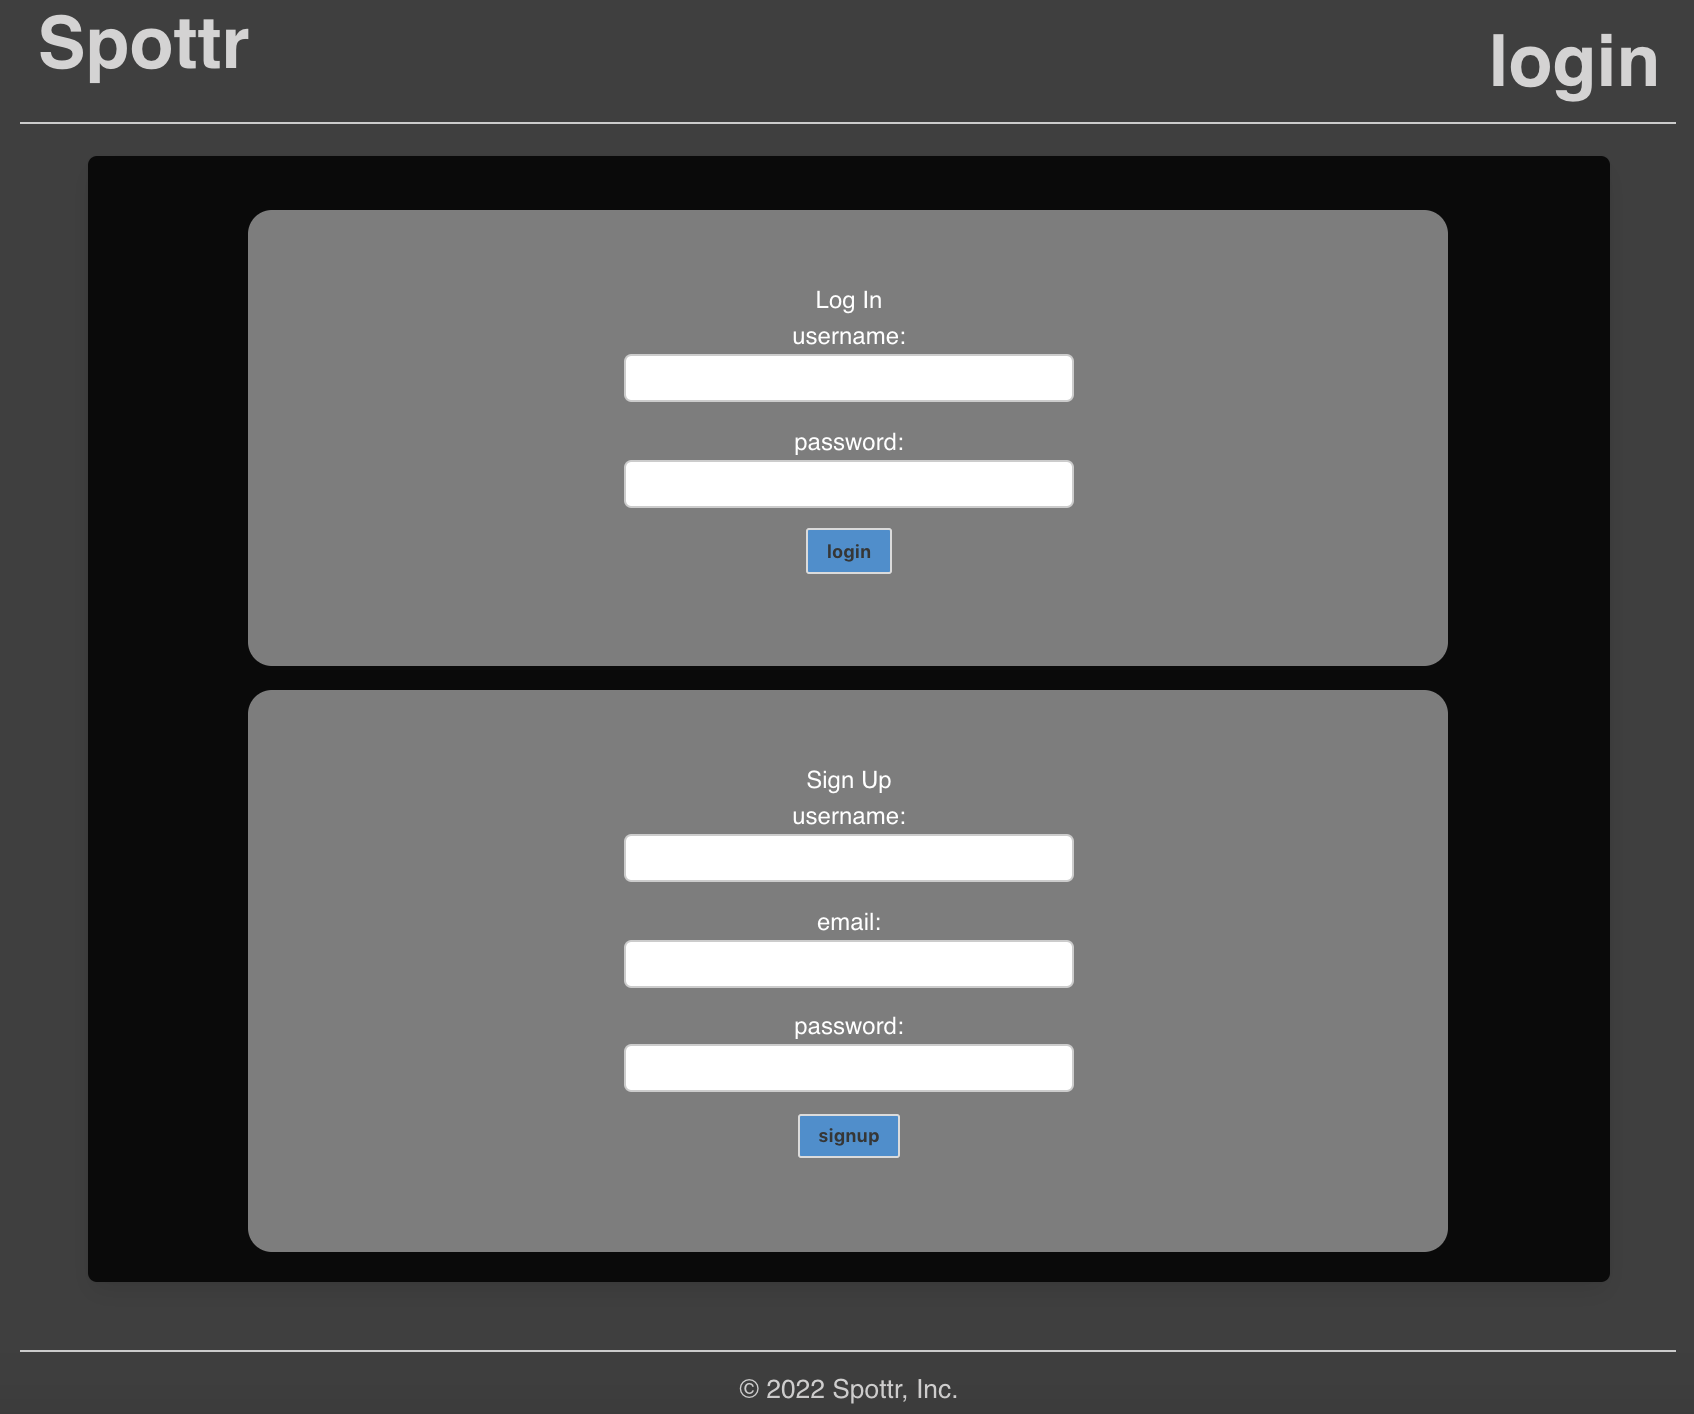 Spottr
login
Log In
username:
password:
login
Sign Up
username:
email:
password:
signup
© 2022 Spottr, Inc.